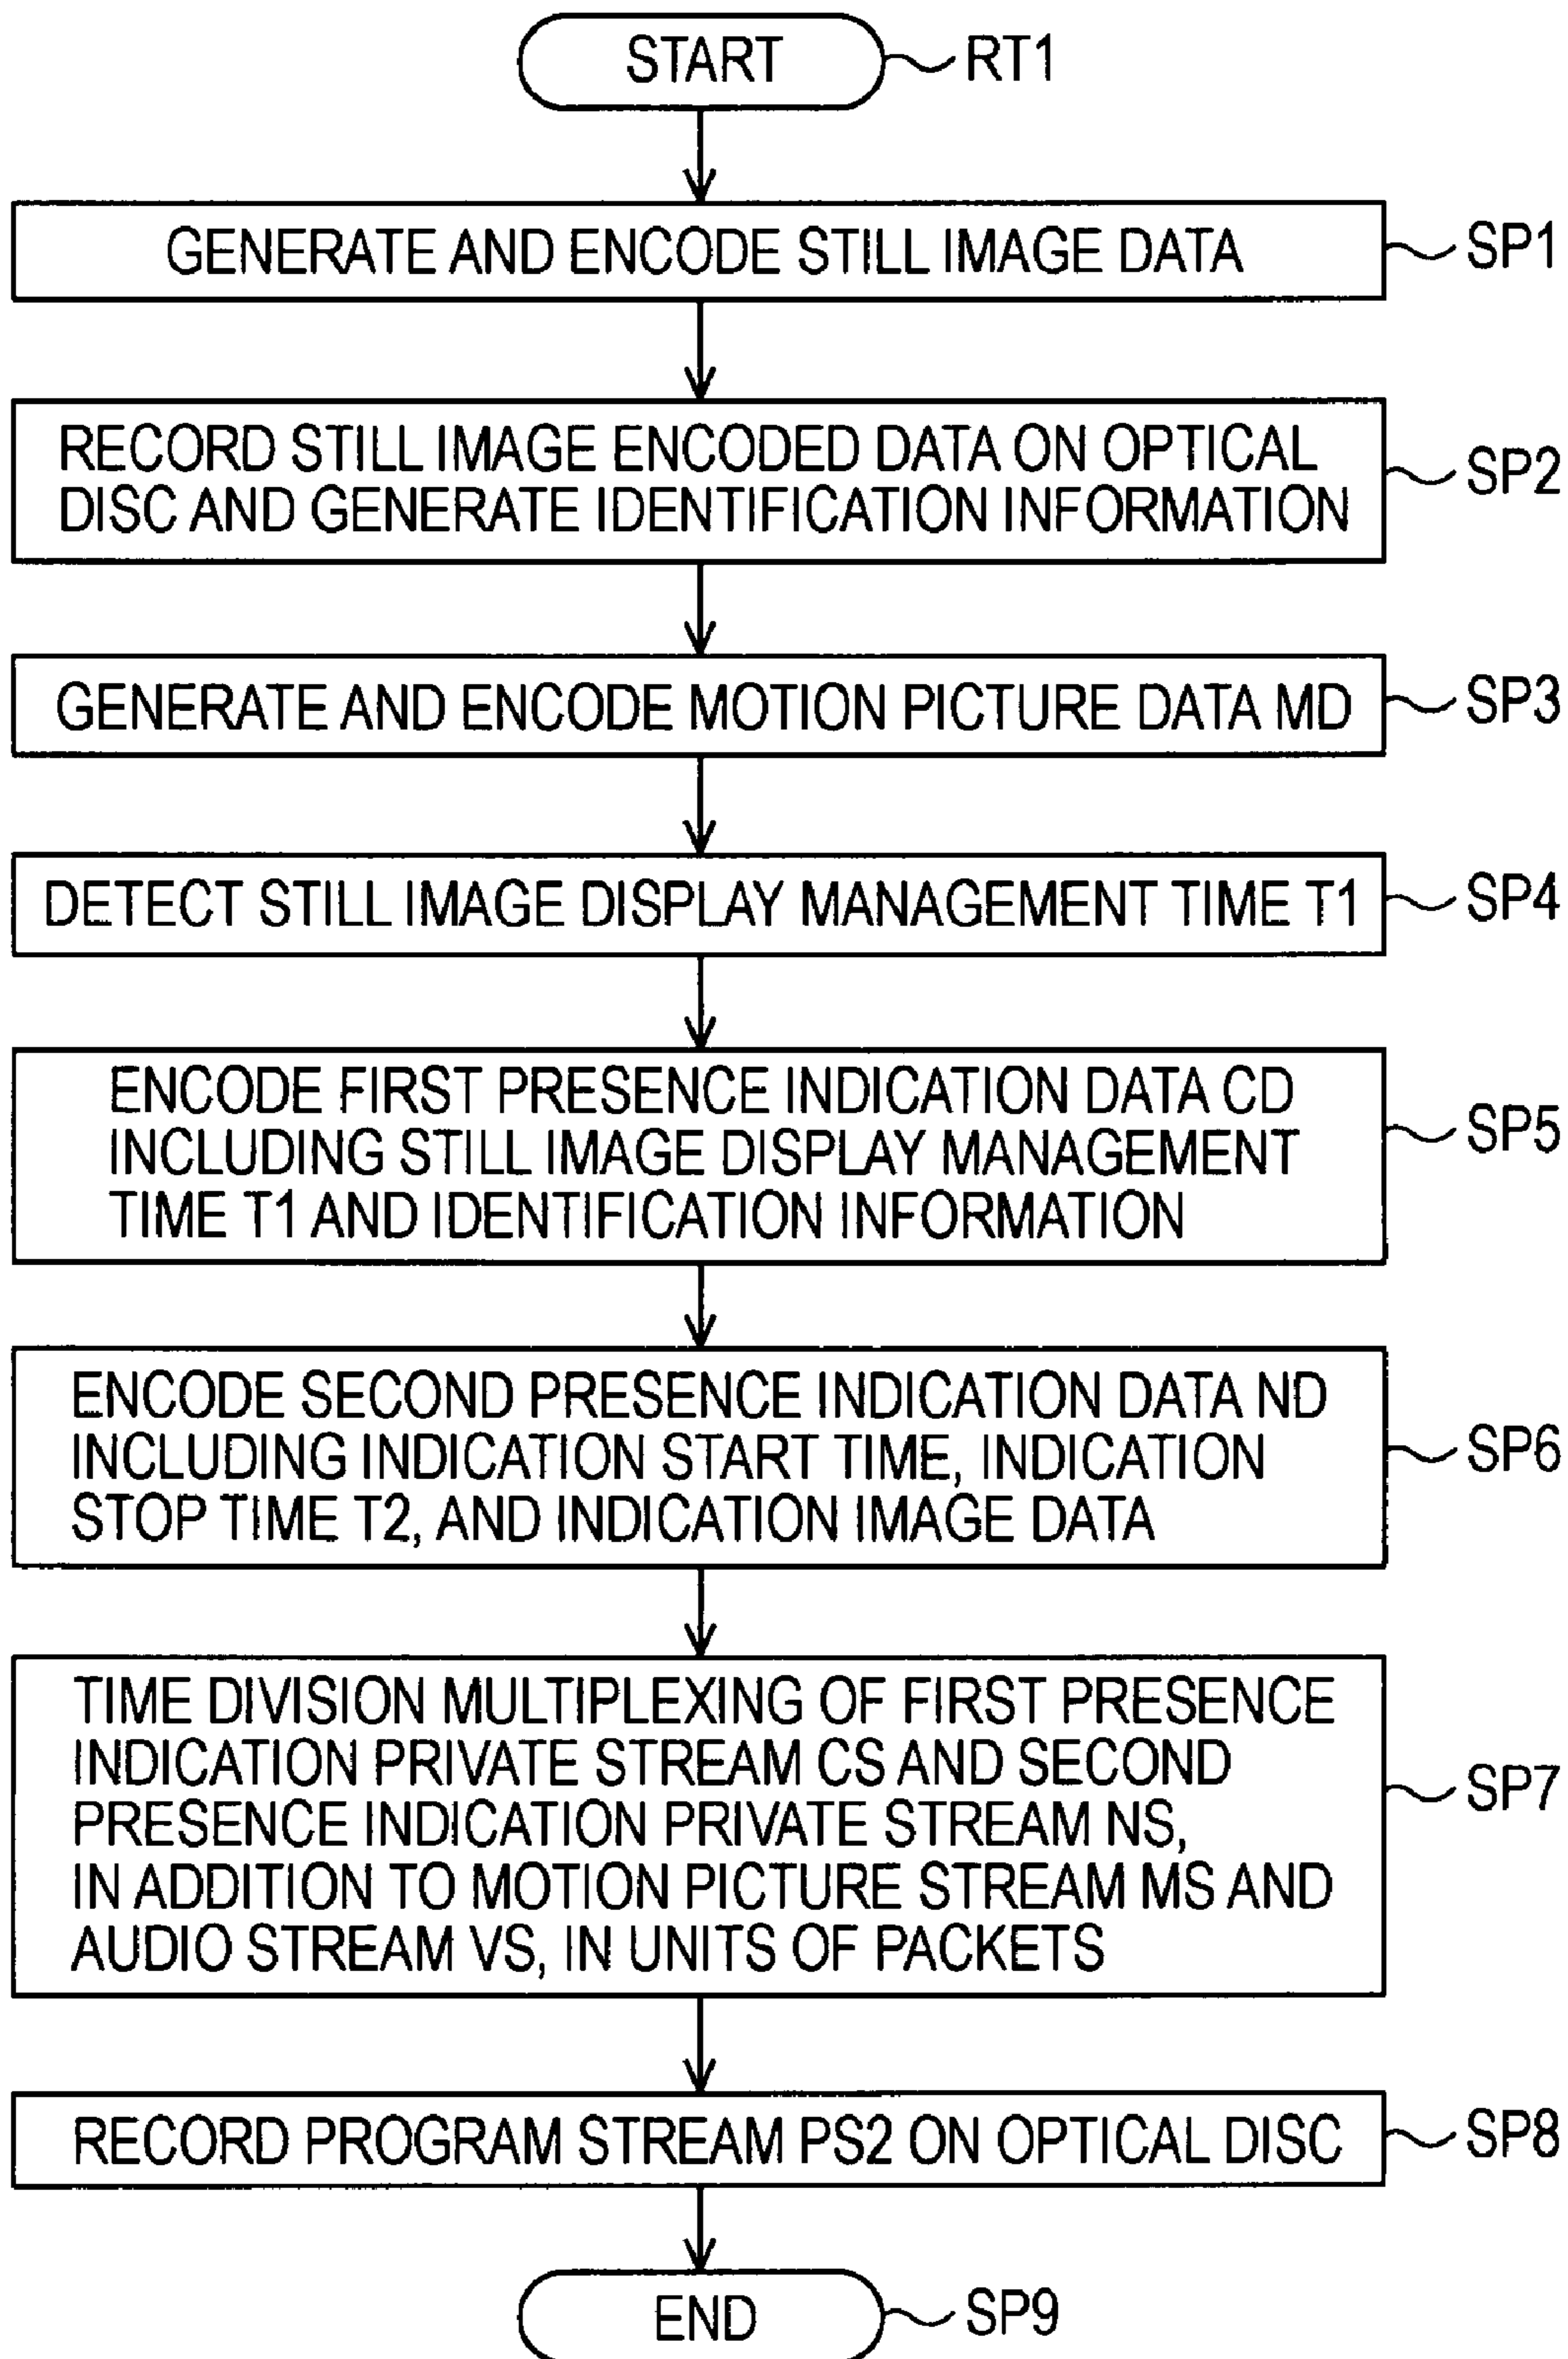 START
RT1
GENERATE AND ENCODE STILL IMAGE DATA
SP1
RECORD STILL IMAGE ENCODED DATA ON OPTICAL
DISC AND GENERATE IDENTIFICATION INFORMATION
SP2
GENERATE AND ENCODE MOTION PICTURE DATA MD
SP3
DETECT STILL IMAGE DISPLAY MANAGEMENT TIME T1
SP4
ENCODE FIRST PRESENCE INDICATION DATA CD
INCLUDING STILL IMAGE DISPLAY MANAGEMENT
TIME T1 AND IDENTIFICATION INFORMATION
SP5
ENCODE SECOND PRESENCE INDICATION DATA ND
INCLUDING INDICATION START TIME, INDICATION
STOP TIME T2, AND INDICATION IMAGE DATA
SP6
TIME DIVISION MULTIPLEXING OF FIRST PRESENCE
INDICATION PRIVATE STREAM CS AND SECOND
PRESENCE INDICATION PRIVATE STREAM NS,
IN ADDITION TO MOTION PICTURE STREAM MS AND
AUDIO STREAM VS, IN UNITS OF PACKETS
SP7
RECORD PROGRAM STREAM PS2 ON OPTICAL DISC
SP8
END
SP9